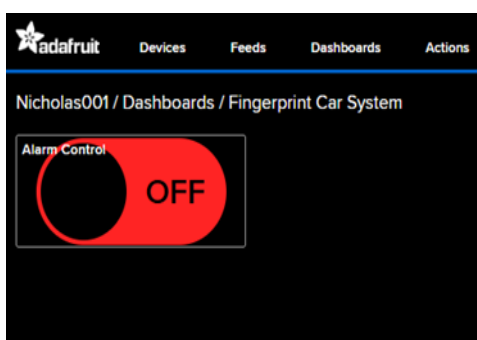 adafruit Devices Feeds Dashboards Actions
Nicholas001 / Dashboards / Fingerprint Car System
Alarm Control
OFF